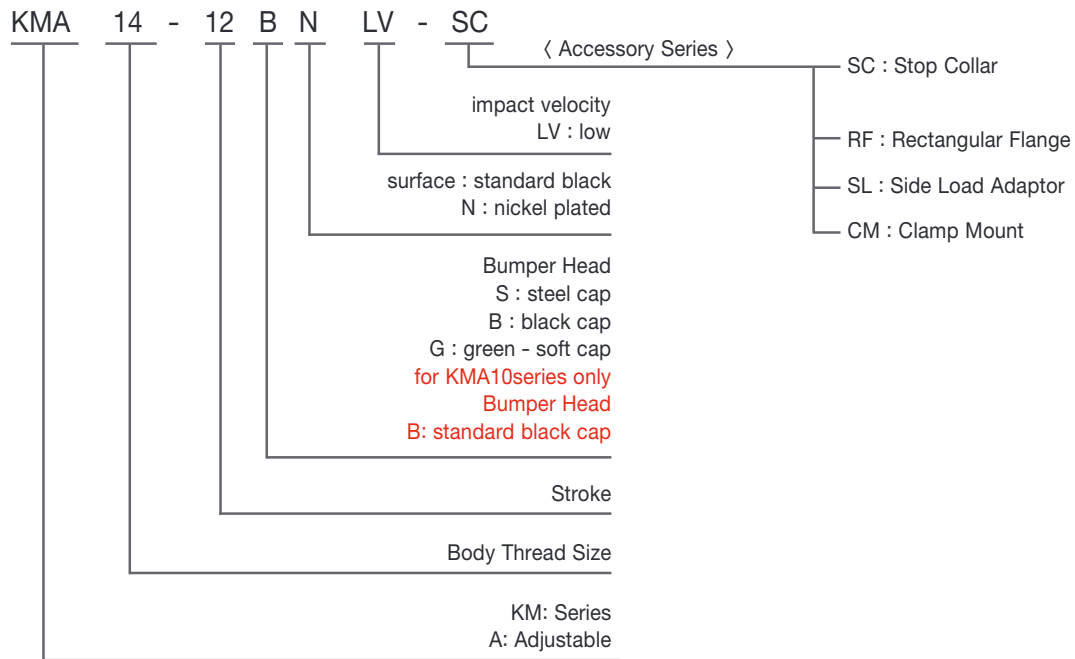 KMA 14 - 12 B N LV - SC
〈 Accessory Series 〉
SC : Stop Collar
RF : Rectangular Flange
SL : Side Load Adaptor
CM : Clamp Mount
impact velocity
LV : low
surface : standard black
N : nickel plated
Bumper Head
S : steel cap
B : black cap
G : green - soft cap
for KMA10series only
Bumper Head
B: standard black cap
Stroke
Body Thread Size
KM: Series
A: Adjustable